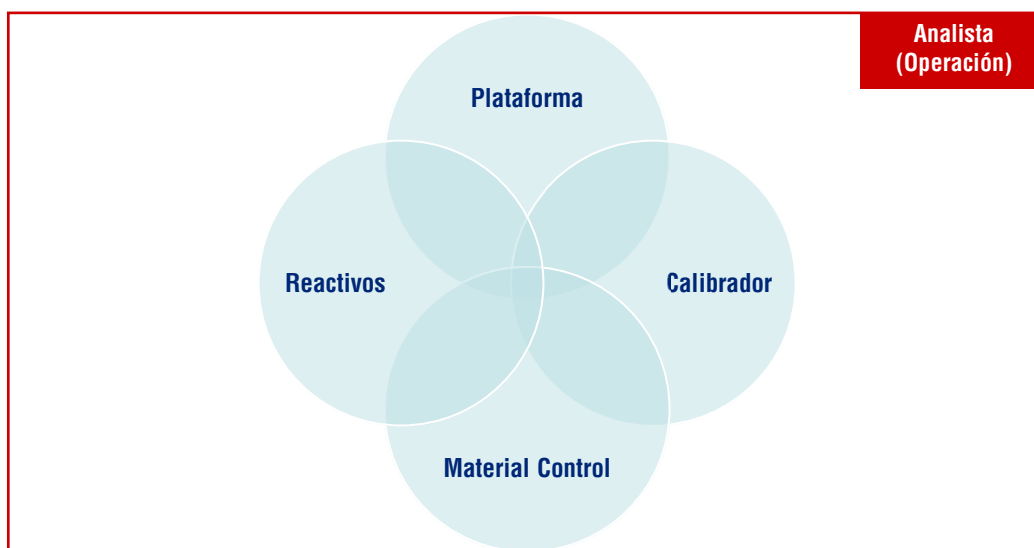 Analista
(Operación)
Plataforma
Reactivos
Calibrador
Material Control